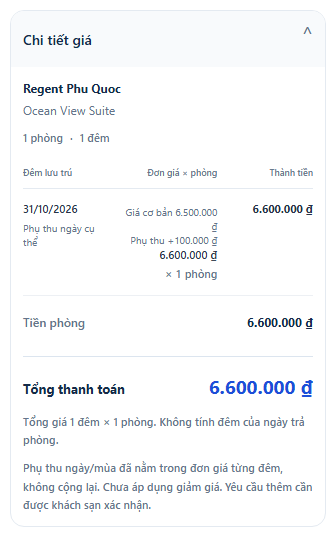 Chi tiết giá
Regent Phu Quoc
Ocean View Suite
1 phòng · 1 đêm
Đêm lưu trú Đơn giá × phòng Thành tiền
31/10/2026 Giá cơ bản 6.500.000 6.600.000 ₫
₫
Phụ thu ngày cụ Phụ thu +100.000 ₫
thể 6.600.000 ₫
× 1 phòng
Tiền phòng 6.600.000 ₫
Tổng thanh toán 6.600.000 ₫
Tổng giá 1 đêm × 1 phòng. Không tính đêm của ngày trả
phòng.
Phụ thu ngày/mùa đã nằm trong đơn giá từng đêm,
không cộng lại. Chưa áp dụng giảm giá. Yêu cầu thêm cần
được khách sạn xác nhận.